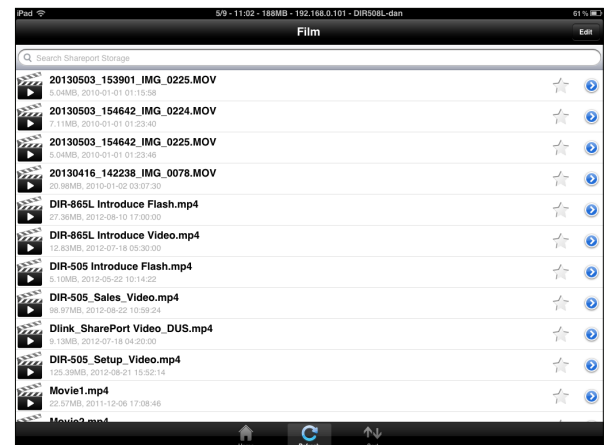 iPad 5/9 - 11:02 - 188MB - 192.168.0.101 - DIR508L-dan 61%
Film
Edit
Search Shareport Storage
20130503_153901_IMG_0225.MOV
5.04MB, 2010-01-01 01:15:58
20130503_154642_IMG_0224.MOV
7.11MB, 2010-01-01 01:23:40
20130503_154642_IMG_0225.MOV
5.04MB, 2010-01-01 01:23:46
20130416_142238_IMG_0078.MOV
20.98MB, 2010-01-02 03:07:30
DIR-865L Introduce Flash.mp4
27.36MB, 2012-08-10 17:00:00
DIR-865L Introduce Video.mp4
12.83MB, 2012-07-18 05:30:00
DIR-505 Introduce Flash.mp4
5.10MB, 2012-05-22 10:14:22
DIR-505_Sales_Video.mp4
98.97MB, 2012-08-22 10:59:24
Dlink_SharePort Video_DUS.mp4
9.13MB, 2012-07-18 04:20:00
DIR-505_Setup_Video.mp4
125.39MB, 2012-08-21 15:52:14
Movie1.mp4
22.57MB, 2011-12-06 17:08:46
Movie2.mp4